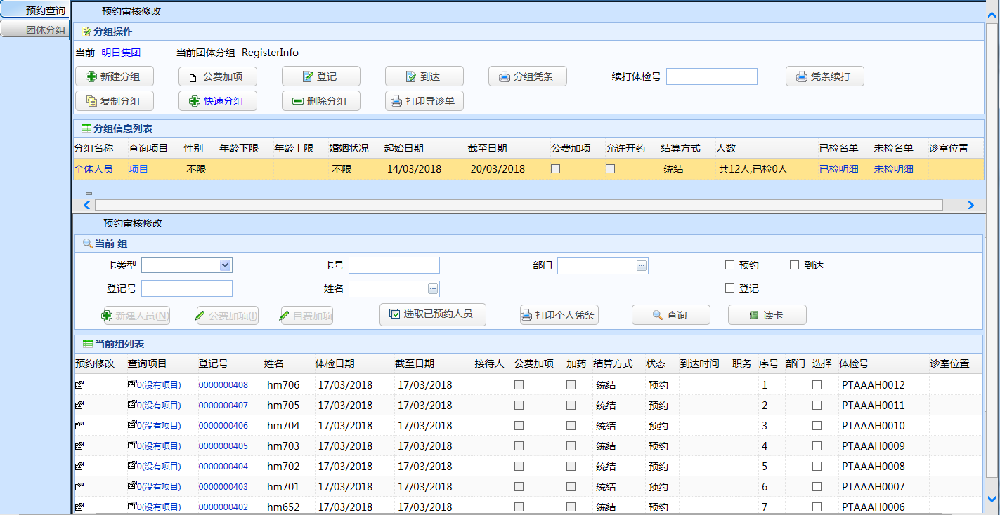 预约查询
团体分组
预约审核修改
分组操作
当前 明日集团 当前团体分组 RegisterInfo
新建分组 公费加项 登记 到达 分组凭条 续打体检号 凭条续打
复制分组 快速分组 删除分组 打印导诊单
分组信息列表
分组名称 查询项目 性别 年龄下限 年龄上限 婚姻状况 起始日期 截至日期 公费加项 允许开药 结算方式 人数 已检名单 未检名单 诊室位置
全体人员 项目 不限 不限 14/03/2018 20/03/2018 统结 共12人,已检0人 已检明细 未检明细
预约审核修改
当前 组
卡类型 卡号 部门 预约 到达
登记号 姓名 登记
新建人员(N) 公费加项(I) 自费加项 选取已预约人员 打印个人凭条 查询 读卡
当前组列表
预约修改 查询项目 登记号 姓名 体检日期 截至日期 接待人 公费加项 加药 结算方式 状态 到达时间 职务 序号 部门 选择 体检号 诊室位置
0(没有项目) 0000000408 hm706 17/03/2018 17/03/2018 统结 预约 1 PTAAAH0012
0(没有项目) 0000000407 hm705 17/03/2018 17/03/2018 统结 预约 2 PTAAAH0011
0(没有项目) 0000000406 hm704 17/03/2018 17/03/2018 统结 预约 3 PTAAAH0010
0(没有项目) 0000000405 hm703 17/03/2018 17/03/2018 统结 预约 4 PTAAAH0009
0(没有项目) 0000000404 hm702 17/03/2018 17/03/2018 统结 预约 5 PTAAAH0008
0(没有项目) 0000000403 hm701 17/03/2018 17/03/2018 统结 预约 6 PTAAAH0007
0(没有项目) 0000000402 hm652 17/03/2018 17/03/2018 统结 预约 7 PTAAAH0006